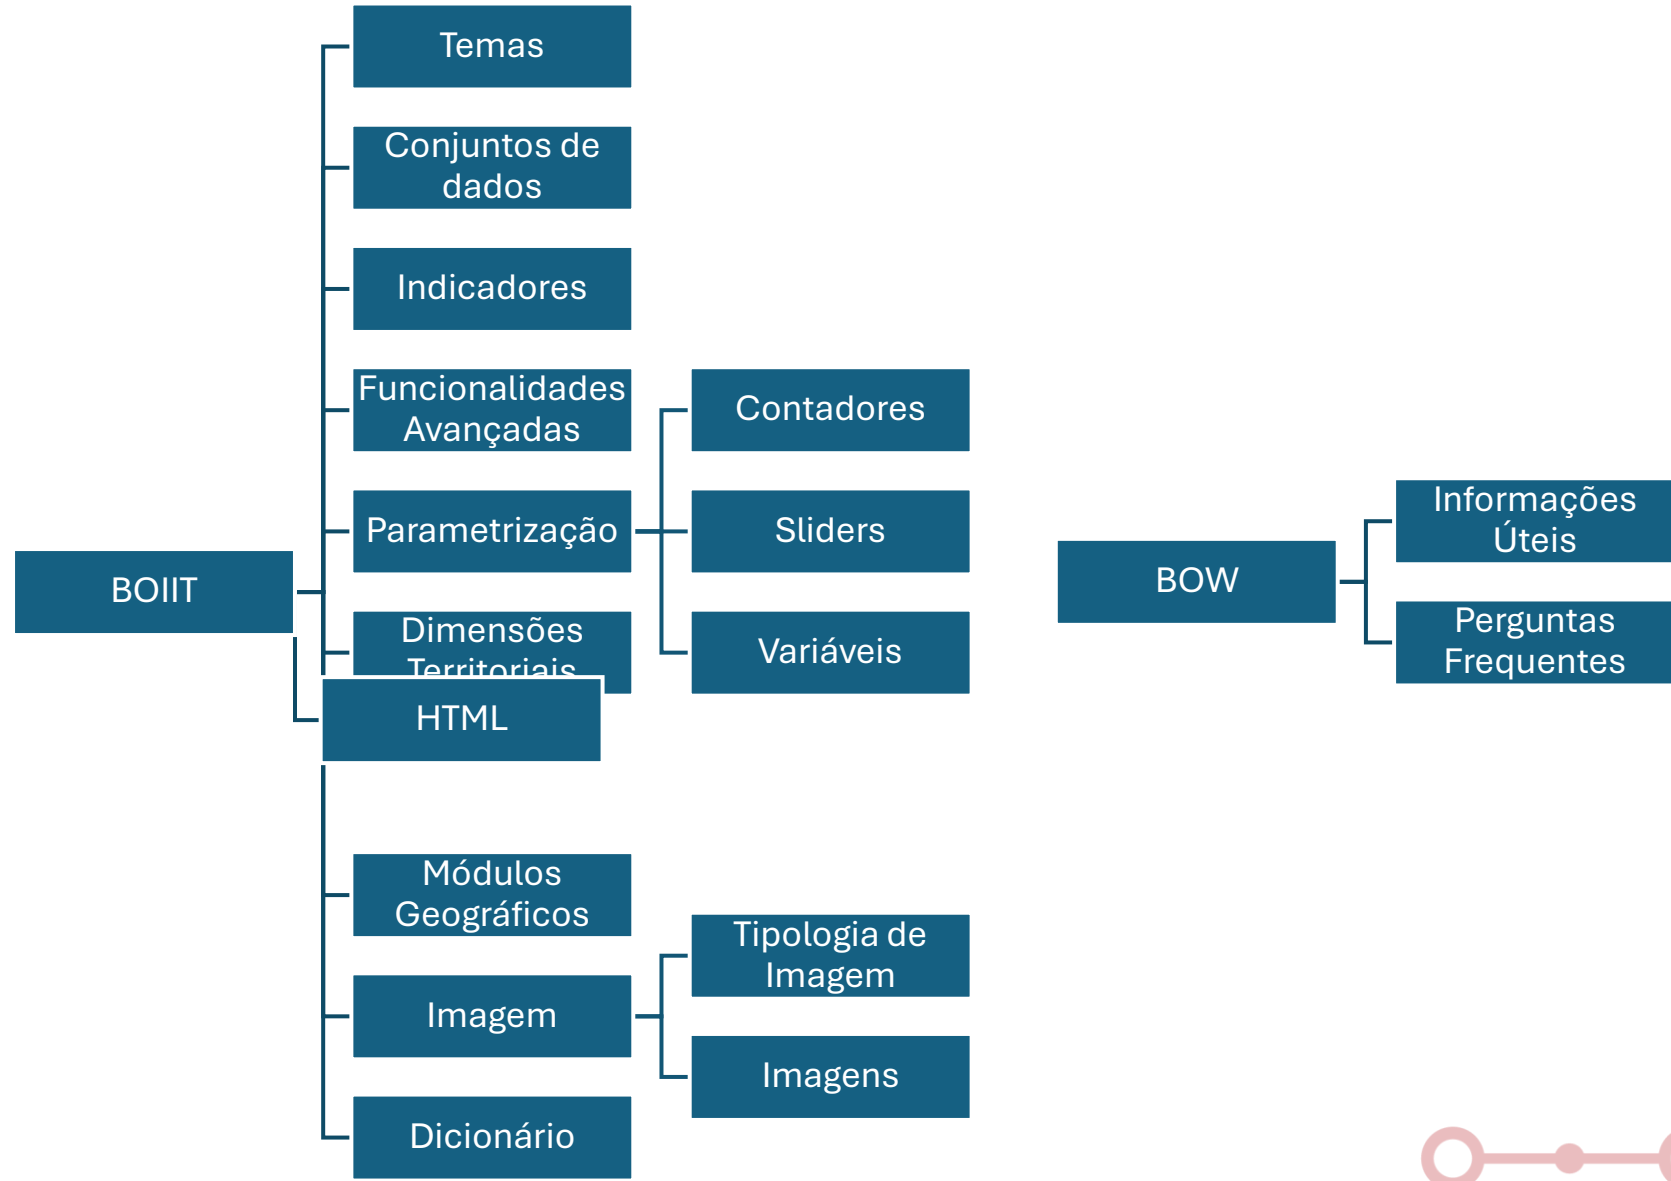 Temas
Conjuntos de
dados
Indicadores
Funcionalidades
Avançadas
Contadores
Parametrização
Sliders
BOIIT
Dimensões
Territoriais
Variáveis
HTML
Módulos
Geográficos
Imagem
Tipologia de
Imagem
Imagens
Dicionário
BOW
Informações
Úteis
Perguntas
Frequentes